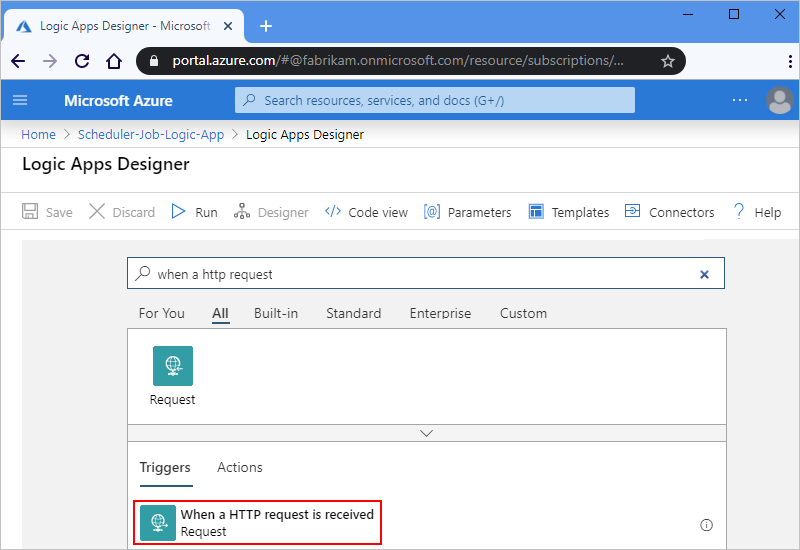 Logic Apps Designer - Microsoft
portal.azure.com/#@fabrikam.onmicrosoft.com/resource/subscriptions/...
Microsoft Azure
Search resources, services, and docs (G+/)
Home > Scheduler-Job-Logic-App > Logic Apps Designer
Logic Apps Designer
Save Discard Run Designer Code view Parameters Templates Connectors Help
when a http request
For You All Built-in Standard Enterprise Custom
Request
Triggers Actions
When a HTTP request is received
Request